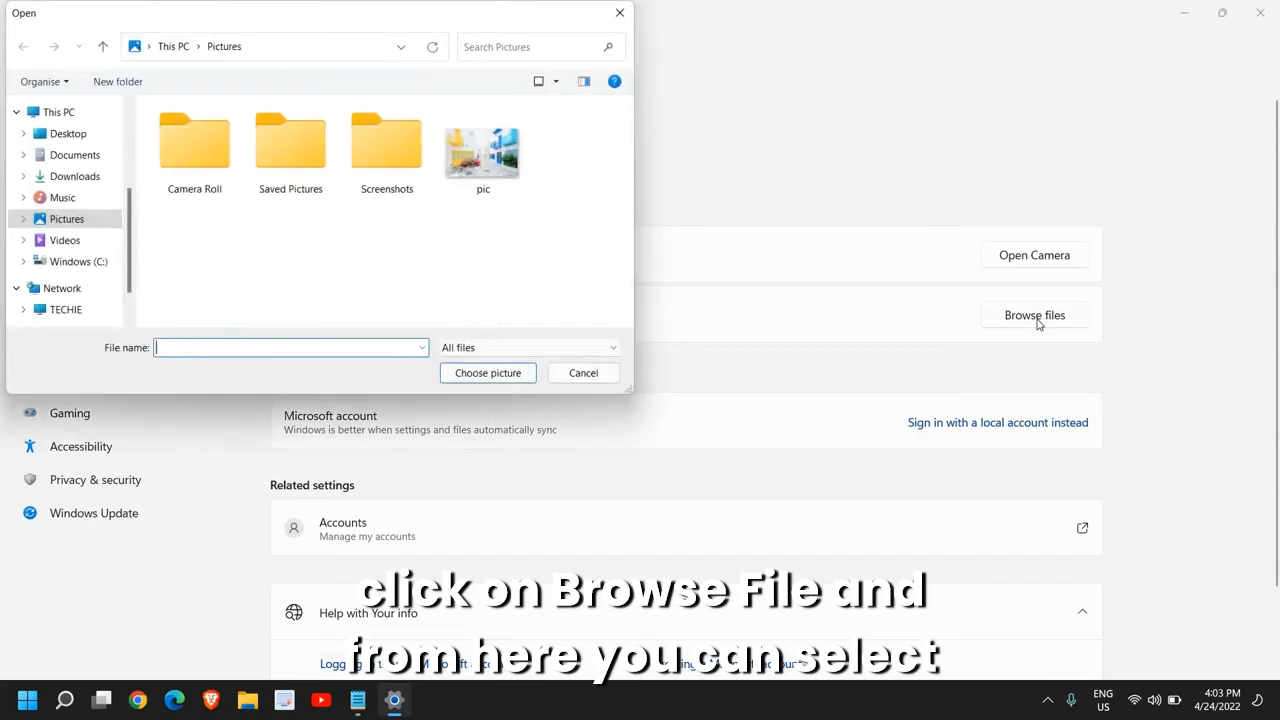 Open
This PC > Pictures
Search Pictures
Organise
New folder
This PC
Desktop
Documents
Downloads
Music
Pictures
Videos
Windows (C:)
Network
TECHIE
Camera Roll
Saved Pictures
Screenshots
pic
File name:
All files
Choose picture
Cancel
Open Camera
Browse files
Gaming
Accessibility
Privacy & security
Windows Update
Microsoft account
Windows is better when settings and files automatically sync
Sign in with a local account instead
Related settings
Accounts
Manage my accounts
Help with Your info
click on Browse File and
from here you can select
ENG
US
4:03 PM
4/24/2022